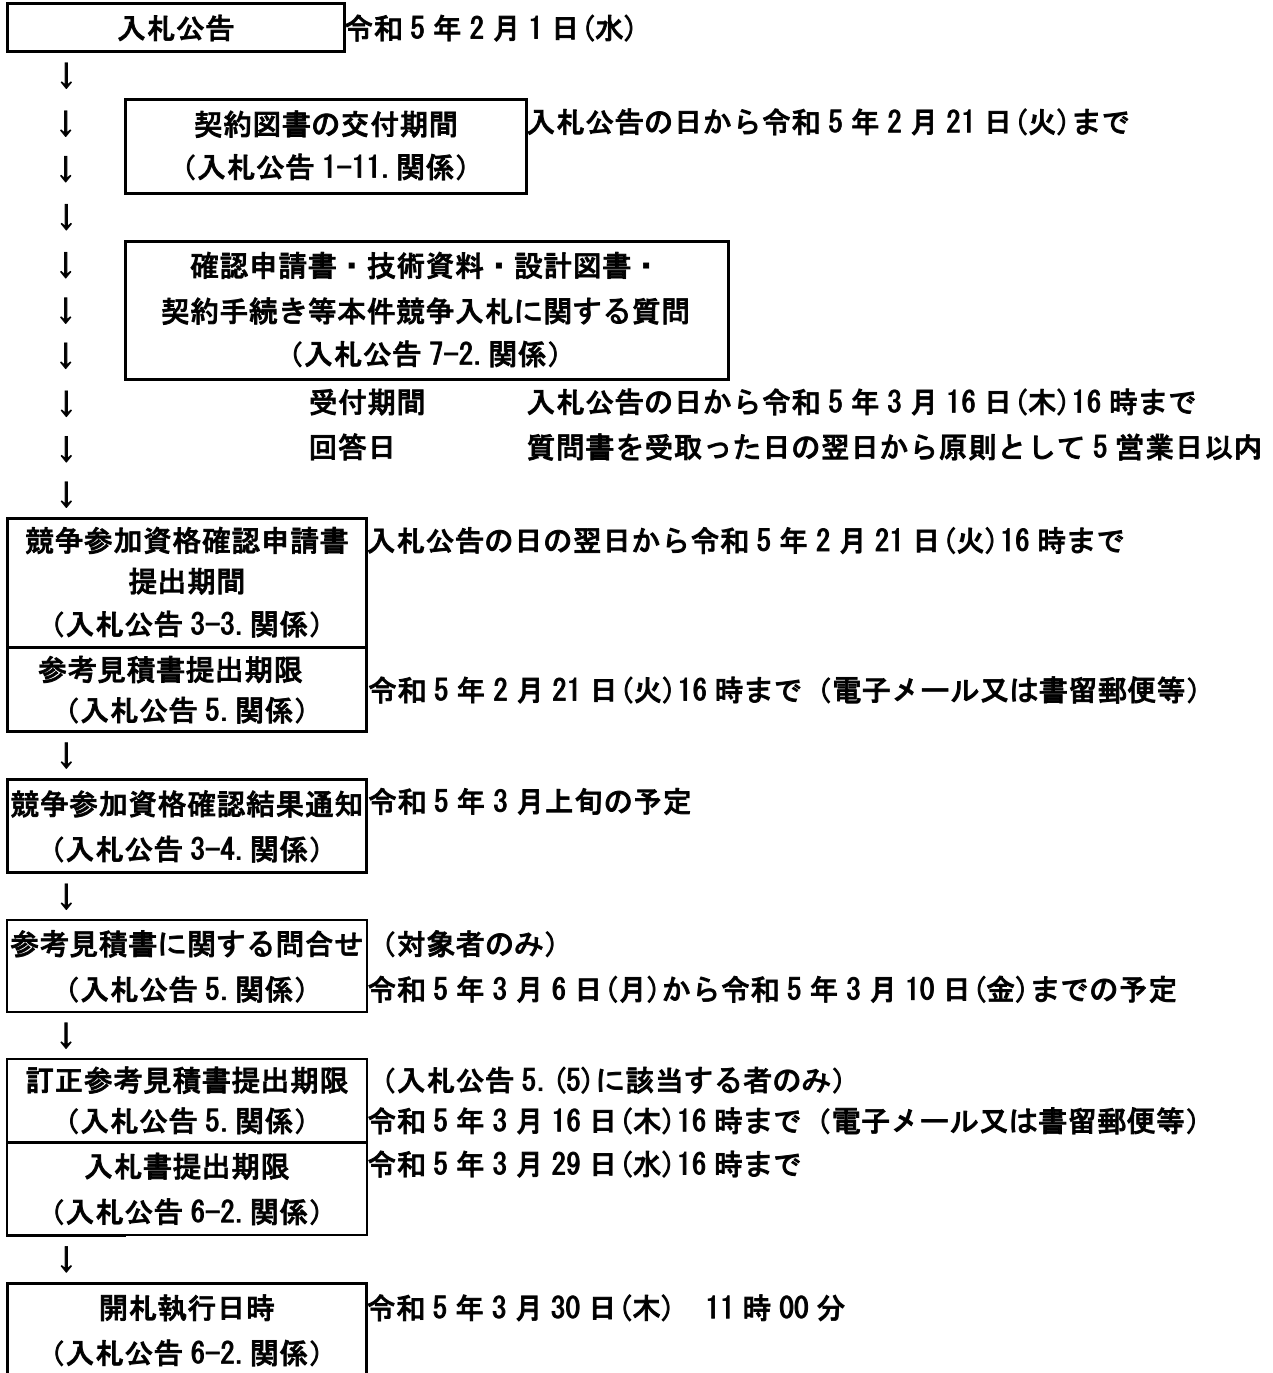 入札公告 令和5年2月1日(水)
↓
↓ 契約図書の交付期間 入札公告の日から令和5年2月21日(火)まで
↓ (入札公告1-11.関係)
↓
↓ 確認申請書・技術資料・設計図書・
↓ 契約手続き等本件競争入札に関する質問
↓ (入札公告7-2.関係)
↓ 受付期間 入札公告の日から令和5年3月16日(木)16時まで
↓ 回答日 質問書を受取った日の翌日から原則として5営業日以内
↓
競争参加資格確認申請書 入札公告の日の翌日から令和5年2月21日(火)16時まで
提出期間
(入札公告3-3.関係)
参考見積書提出期限
令和5年2月21日(火)16時まで(電子メール又は書留郵便等)
(入札公告5.関係)
↓
競争参加資格確認結果通知 令和5年3月上旬の予定
(入札公告3-4.関係)
↓
参考見積書に関する問合せ (対象者のみ)
(入札公告5.関係) 令和5年3月6日(月)から令和5年3月10日(金)までの予定
↓
訂正参考見積書提出期限 (入札公告5.(5)に該当する者のみ)
(入札公告5.関係) 令和5年3月16日(木)16時まで(電子メール又は書留郵便等)
入札書提出期限 令和5年3月29日(水)16時まで
(入札公告6-2.関係)
↓
開札執行日時 令和5年3月30日(木) 11時00分
(入札公告6-2.関係)